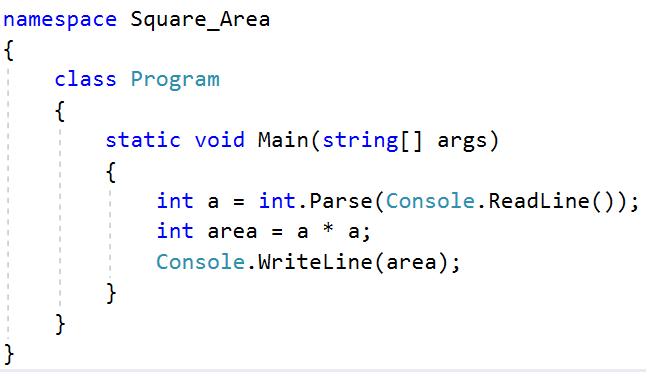 namespace Square_Area
{
    class Program
    {
        static void Main(string[] args)
        {
            int a = int.Parse(Console.ReadLine());
            int area = a * a;
            Console.WriteLine(area);
        }
    }
}